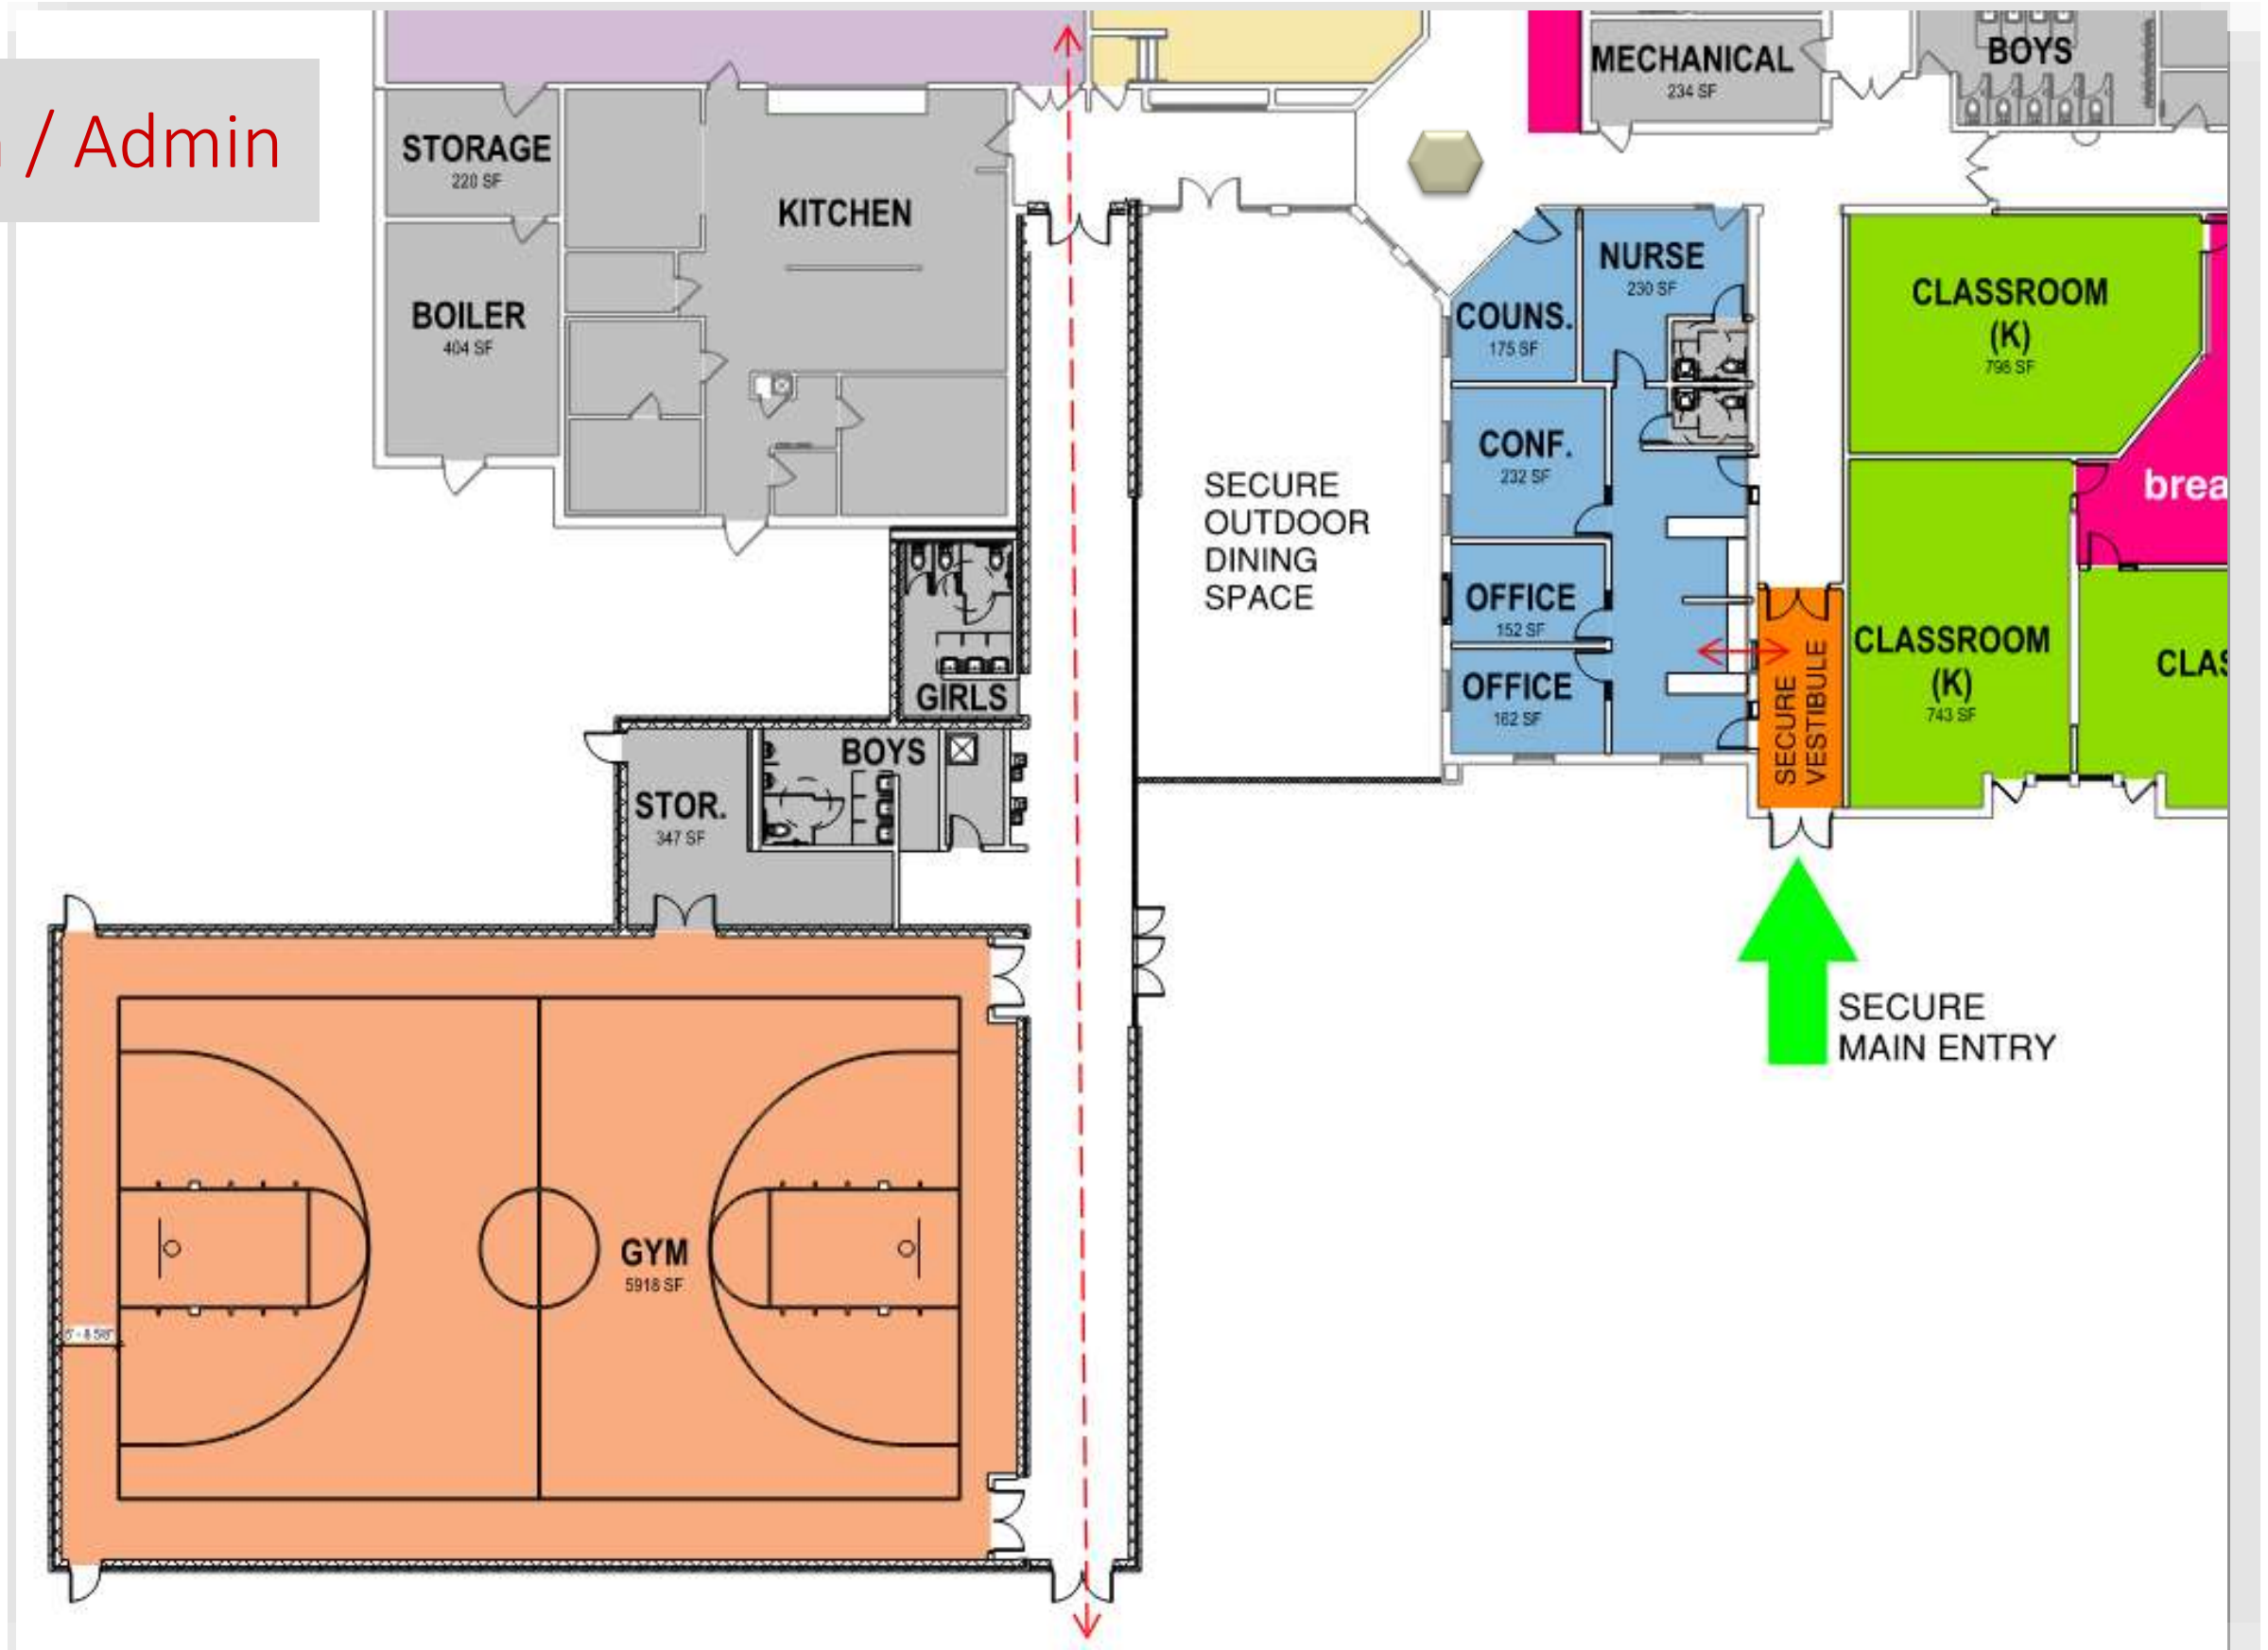 / Admin
MECHANICAL
234 SF
BOYS
STORAGE
220 SF
KITCHEN
NURSE
230 SF
COUNS.
175 SF
CLASSROOM
(K)
BOILER
404 SF
CONF.
232 SF
SECURE
OUTDOOR
DINING
SPACE
brea
OFFICE
152 SF
CLASSROOM
(K)
743 SF
CLAS
GIRLS
OFFICE
162 SF
SECURE
VESTIBULE
BOYS
STOR.
347 SF
SECURE
MAIN ENTRY
GYM
5918 SF